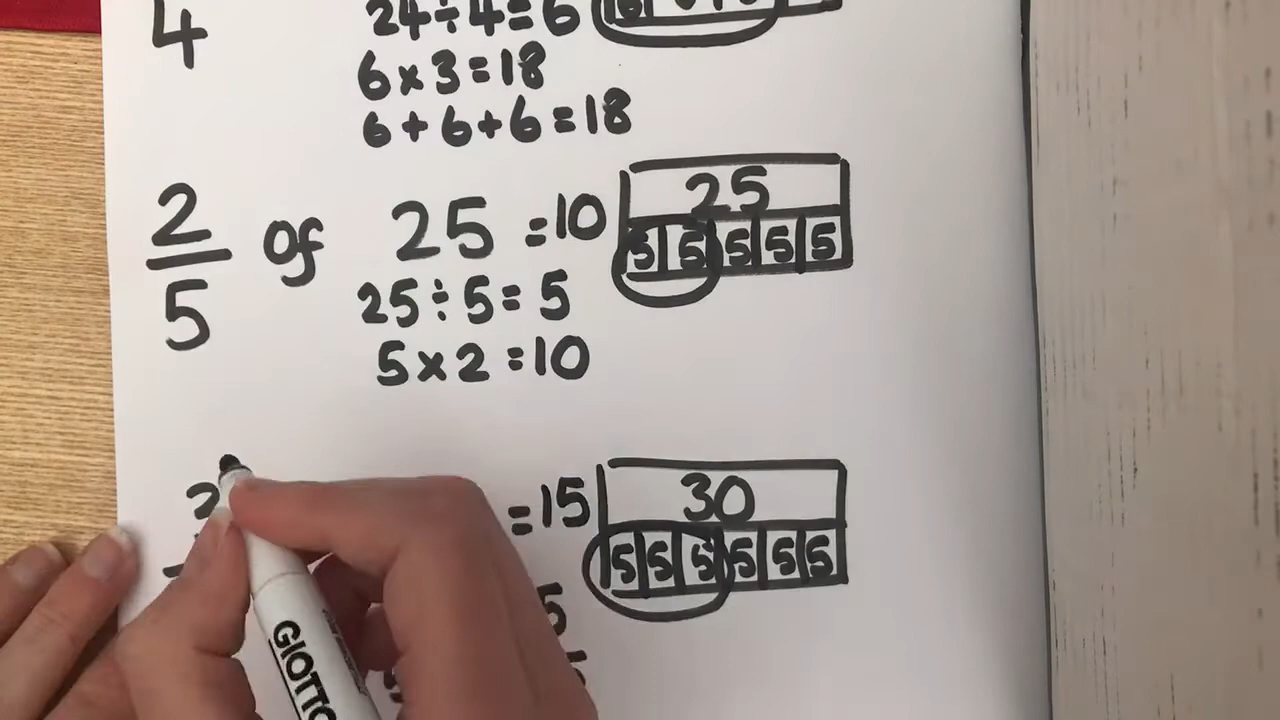 4
24÷4=6
6×3=18
6+6+6=18
2/5 of 25 =10
25
5 5 5 5 5
25÷5=5
5×2=10
=15
30
5 5 5 5 5 5
GIOTTO